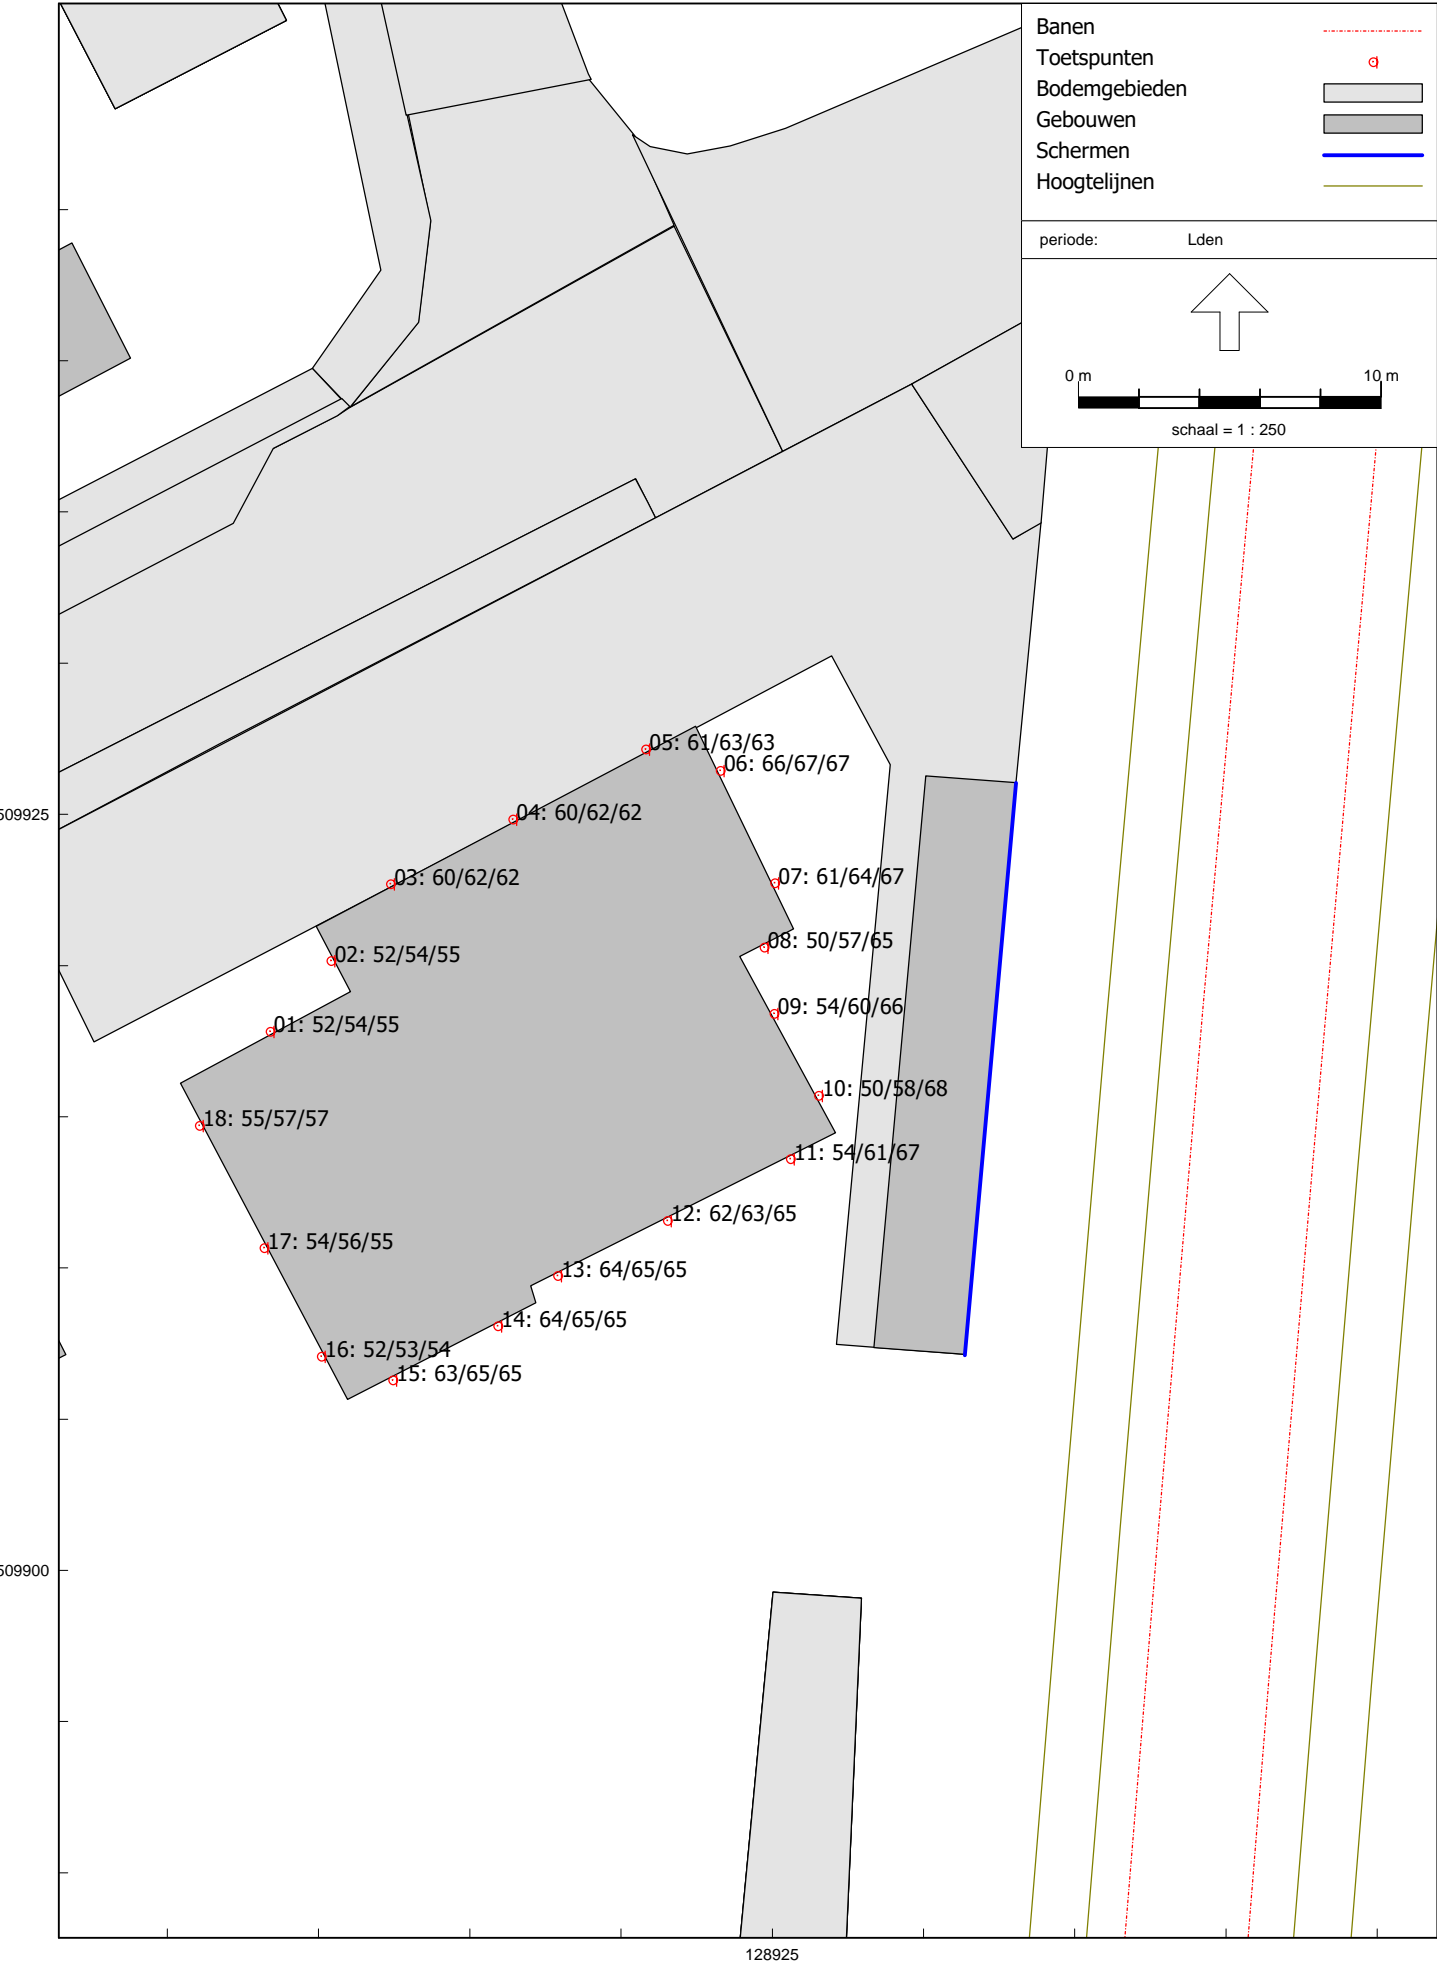 Banen
Toetspunten
Bodemgebieden
Gebouwen
Schermen
Hoogtelijnen
periode: Lden
0 m 10 m
schaal = 1 : 250
05: 61/63/63
06: 66/67/67
509925
04: 60/62/62
03: 60/62/62
07: 61/64/67
08: 50/57/65
02: 52/54/55
09: 54/60/66
01: 52/54/55
10: 50/58/68
18: 55/57/57
11: 54/61/67
12: 62/63/65
17: 54/56/55
13: 64/65/65
14: 64/65/65
16: 52/53/54
15: 63/65/65
509900
128925